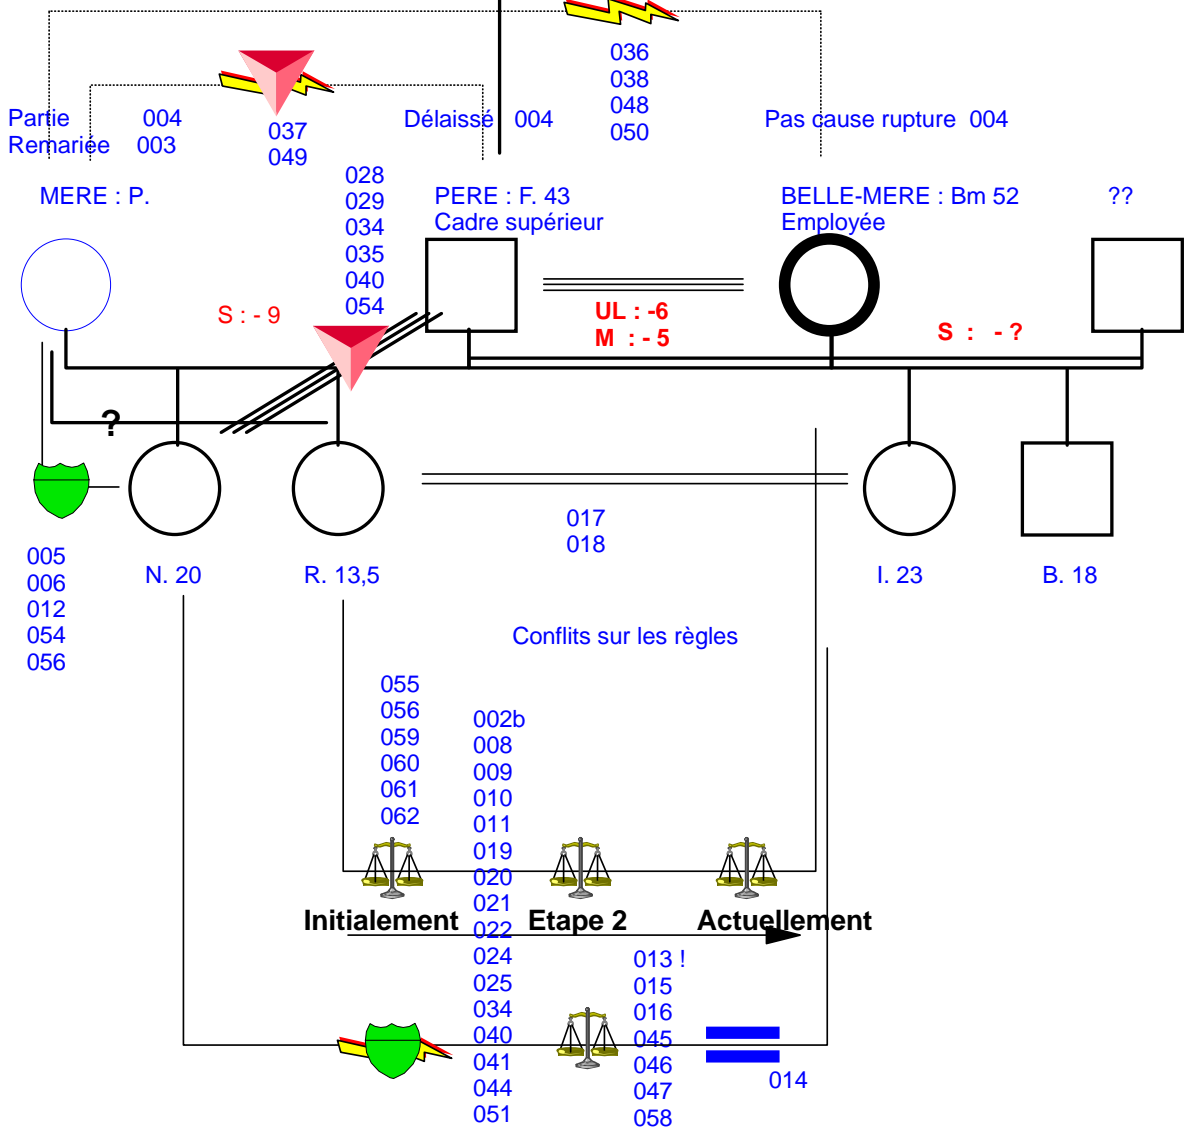 036
038
048
050
Partie 004
Remariée 003
037
049
Délaissé 004
Pas cause rupture 004
028
029
034
035
040
054
MERE : P.
PERE : F. 43
Cadre supérieur
BELLE-MERE : Bm 52
Employée
??
S : - 9
UL : -6
M : - 5
S : - ?
?
017
018
005
006
012
054
056
N. 20
R. 13,5
I. 23
B. 18
Conflits sur les règles
055
056
059
060
061
062
002b
008
009
010
011
019
020
021
022
024
025
034
040
041
044
051
Initialement
Etape 2
Actuellement
013 !
015
016
045
046
047
058
014